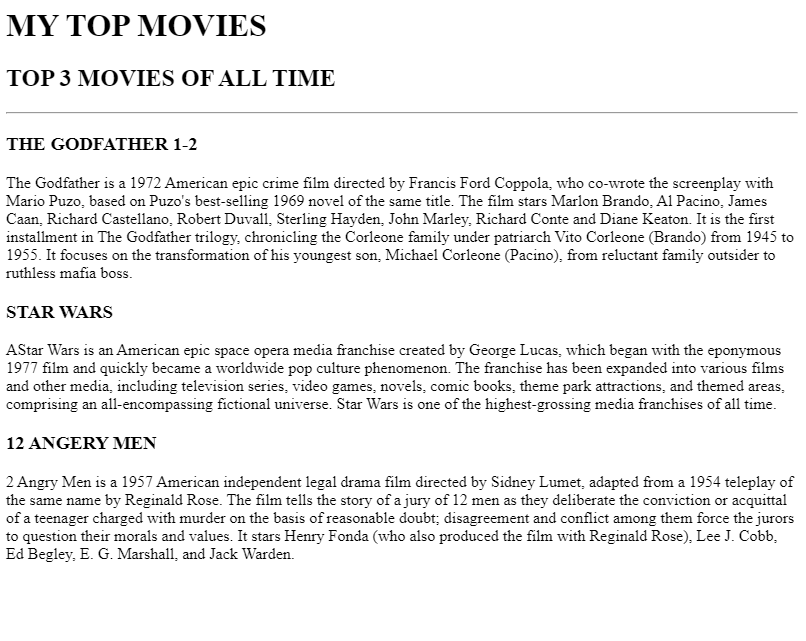 MY TOP MOVIES
TOP 3 MOVIES OF ALL TIME
THE GODFATHER 1-2
The Godfather is a 1972 American epic crime film directed by Francis Ford Coppola, who co-wrote the screenplay with
Mario Puzo, based on Puzo's best-selling 1969 novel of the same title. The film stars Marlon Brando, Al Pacino, James
Caan, Richard Castellano, Robert Duvall, Sterling Hayden, John Marley, Richard Conte and Diane Keaton. It is the first
installment in The Godfather trilogy, chronicling the Corleone family under patriarch Vito Corleone (Brando) from 1945 to
1955. It focuses on the transformation of his youngest son, Michael Corleone (Pacino), from reluctant family outsider to
ruthless mafia boss.
STAR WARS
AStar Wars is an American epic space opera media franchise created by George Lucas, which began with the eponymous
1977 film and quickly became a worldwide pop culture phenomenon. The franchise has been expanded into various films
and other media, including television series, video games, novels, comic books, theme park attractions, and themed areas,
comprising an all-encompassing fictional universe. Star Wars is one of the highest-grossing media franchises of all time.
12 ANGERY MEN
2 Angry Men is a 1957 American independent legal drama film directed by Sidney Lumet, adapted from a 1954 teleplay of
the same name by Reginald Rose. The film tells the story of a jury of 12 men as they deliberate the conviction or acquittal
of a teenager charged with murder on the basis of reasonable doubt; disagreement and conflict among them force the jurors
to question their morals and values. It stars Henry Fonda (who also produced the film with Reginald Rose), Lee J. Cobb,
Ed Begley, E. G. Marshall, and Jack Warden.